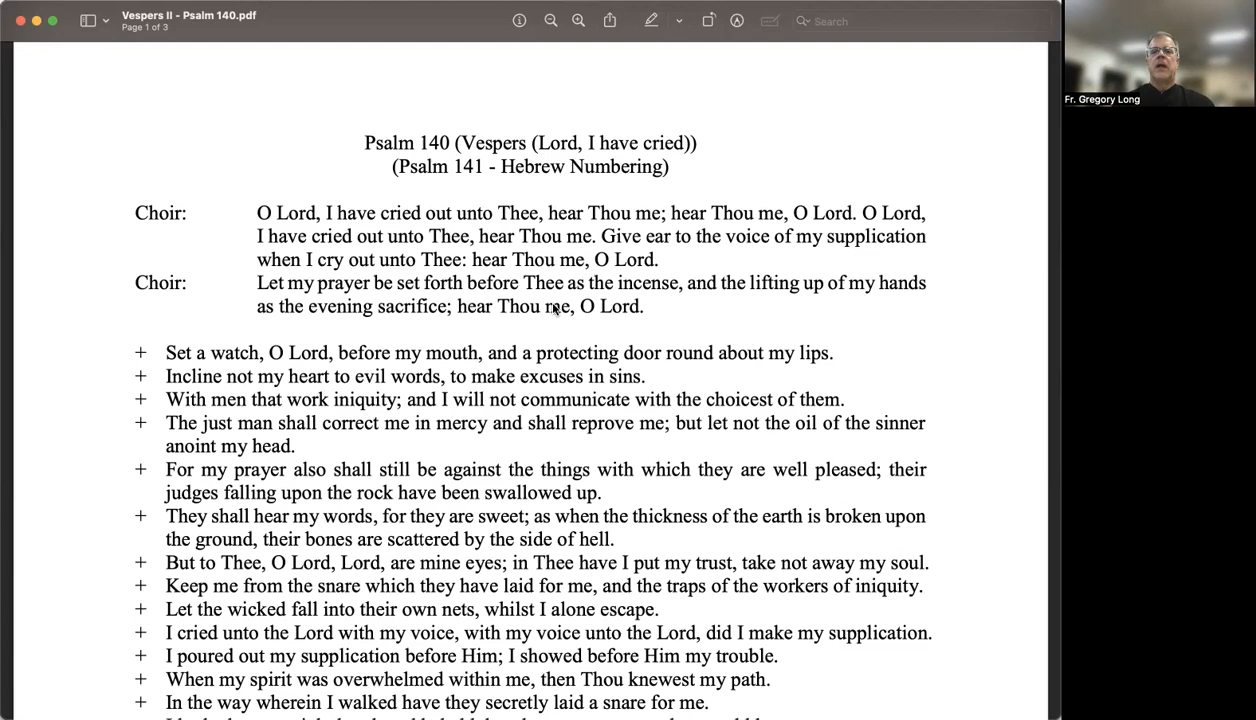 Vespers II - Psalm 140.pdf
Page 1 of 3
Search
Fr. Gregory Long
Psalm 140 (Vespers (Lord, I have cried))
(Psalm 141 - Hebrew Numbering)
Choir: O Lord, I have cried out unto Thee, hear Thou me; hear Thou me, O Lord. O Lord,
I have cried out unto Thee, hear Thou me. Give ear to the voice of my supplication
when I cry out unto Thee: hear Thou me, O Lord.
Choir: Let my prayer be set forth before Thee as the incense, and the lifting up of my hands
as the evening sacrifice; hear Thou me, O Lord.
+ Set a watch, O Lord, before my mouth, and a protecting door round about my lips.
+ Incline not my heart to evil words, to make excuses in sins.
+ With men that work iniquity; and I will not communicate with the choicest of them.
+ The just man shall correct me in mercy and shall reprove me; but let not the oil of the sinner
anoint my head.
+ For my prayer also shall still be against the things with which they are well pleased; their
judges falling upon the rock have been swallowed up.
+ They shall hear my words, for they are sweet; as when the thickness of the earth is broken upon
the ground, their bones are scattered by the side of hell.
+ But to Thee, O Lord, Lord, are mine eyes; in Thee have I put my trust, take not away my soul.
+ Keep me from the snare which they have laid for me, and the traps of the workers of iniquity.
+ Let the wicked fall into their own nets, whilst I alone escape.
+ I cried unto the Lord with my voice, with my voice unto the Lord, did I make my supplication.
+ I poured out my supplication before Him; I showed before Him my trouble.
+ When my spirit was overwhelmed within me, then Thou knewest my path.
+ In the way wherein I walked have they secretly laid a snare for me.